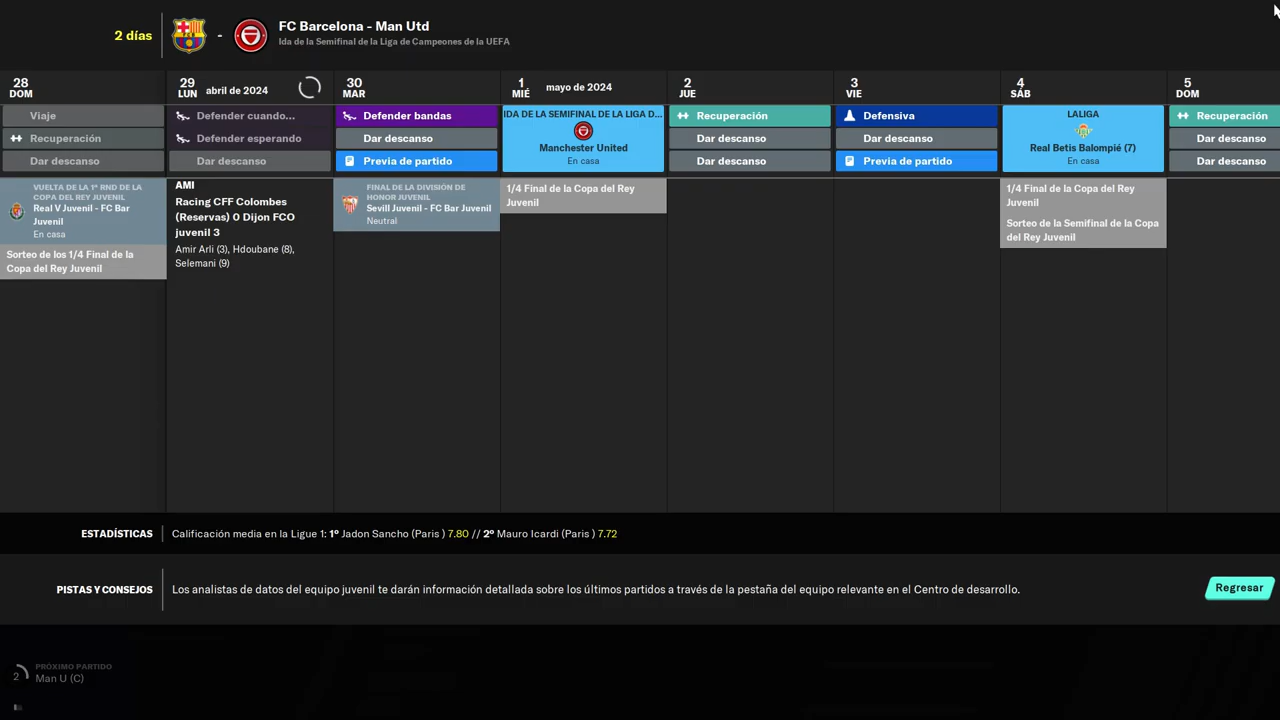 2 días
FC Barcelona - Man Utd
Ida de la Semifinal de la Liga de Campeones de la UEFA
28
DOM
29
LUN
abril de 2024
30
MAR
1
MIÉ
mayo de 2024
2
JUE
3
VIE
4
SÁB
5
DOM
Viaje
Recuperación
Dar descanso
Defender cuando...
Defender esperando
Dar descanso
Defender bandas
Dar descanso
Previa de partido
IDA DE LA SEMIFINAL DE LA LIGA D...
Manchester United
En casa
Recuperación
Dar descanso
Dar descanso
Defensiva
Dar descanso
Previa de partido
LALIGA
Real Betis Balompié (7)
En casa
Recuperación
Dar descanso
Dar descanso
VUELTA DE LA 1ª RND DE LA
COPA DEL REY JUVENIL
Real V Juvenil - FC Bar
Juvenil
En casa
Sorteo de los 1/4 Final de la
Copa del Rey Juvenil
AMI
Racing CFF Colombes
(Reservas) 0 Dijon FCO
juvenil 3
Amir Arli (3), Hdoubane (8),
Selemani (9)
FINAL DE LA DIVISIÓN DE
HONOR JUVENIL
Sevill Juvenil - FC Bar Juvenil
Neutral
1/4 Final de la Copa del Rey
Juvenil
1/4 Final de la Copa del Rey
Juvenil
Sorteo de la Semifinal de la Copa
del Rey Juvenil
ESTADÍSTICAS
Calificación media en la Ligue 1: 1º Jadon Sancho (Paris ) 7.80 // 2º Mauro Icardi (Paris ) 7.72
PISTAS Y CONSEJOS
Los analistas de datos del equipo juvenil te darán información detallada sobre los últimos partidos a través de la pestaña del equipo relevante en el Centro de desarrollo.
Regresar
2
PRÓXIMO PARTIDO
Man U (C)